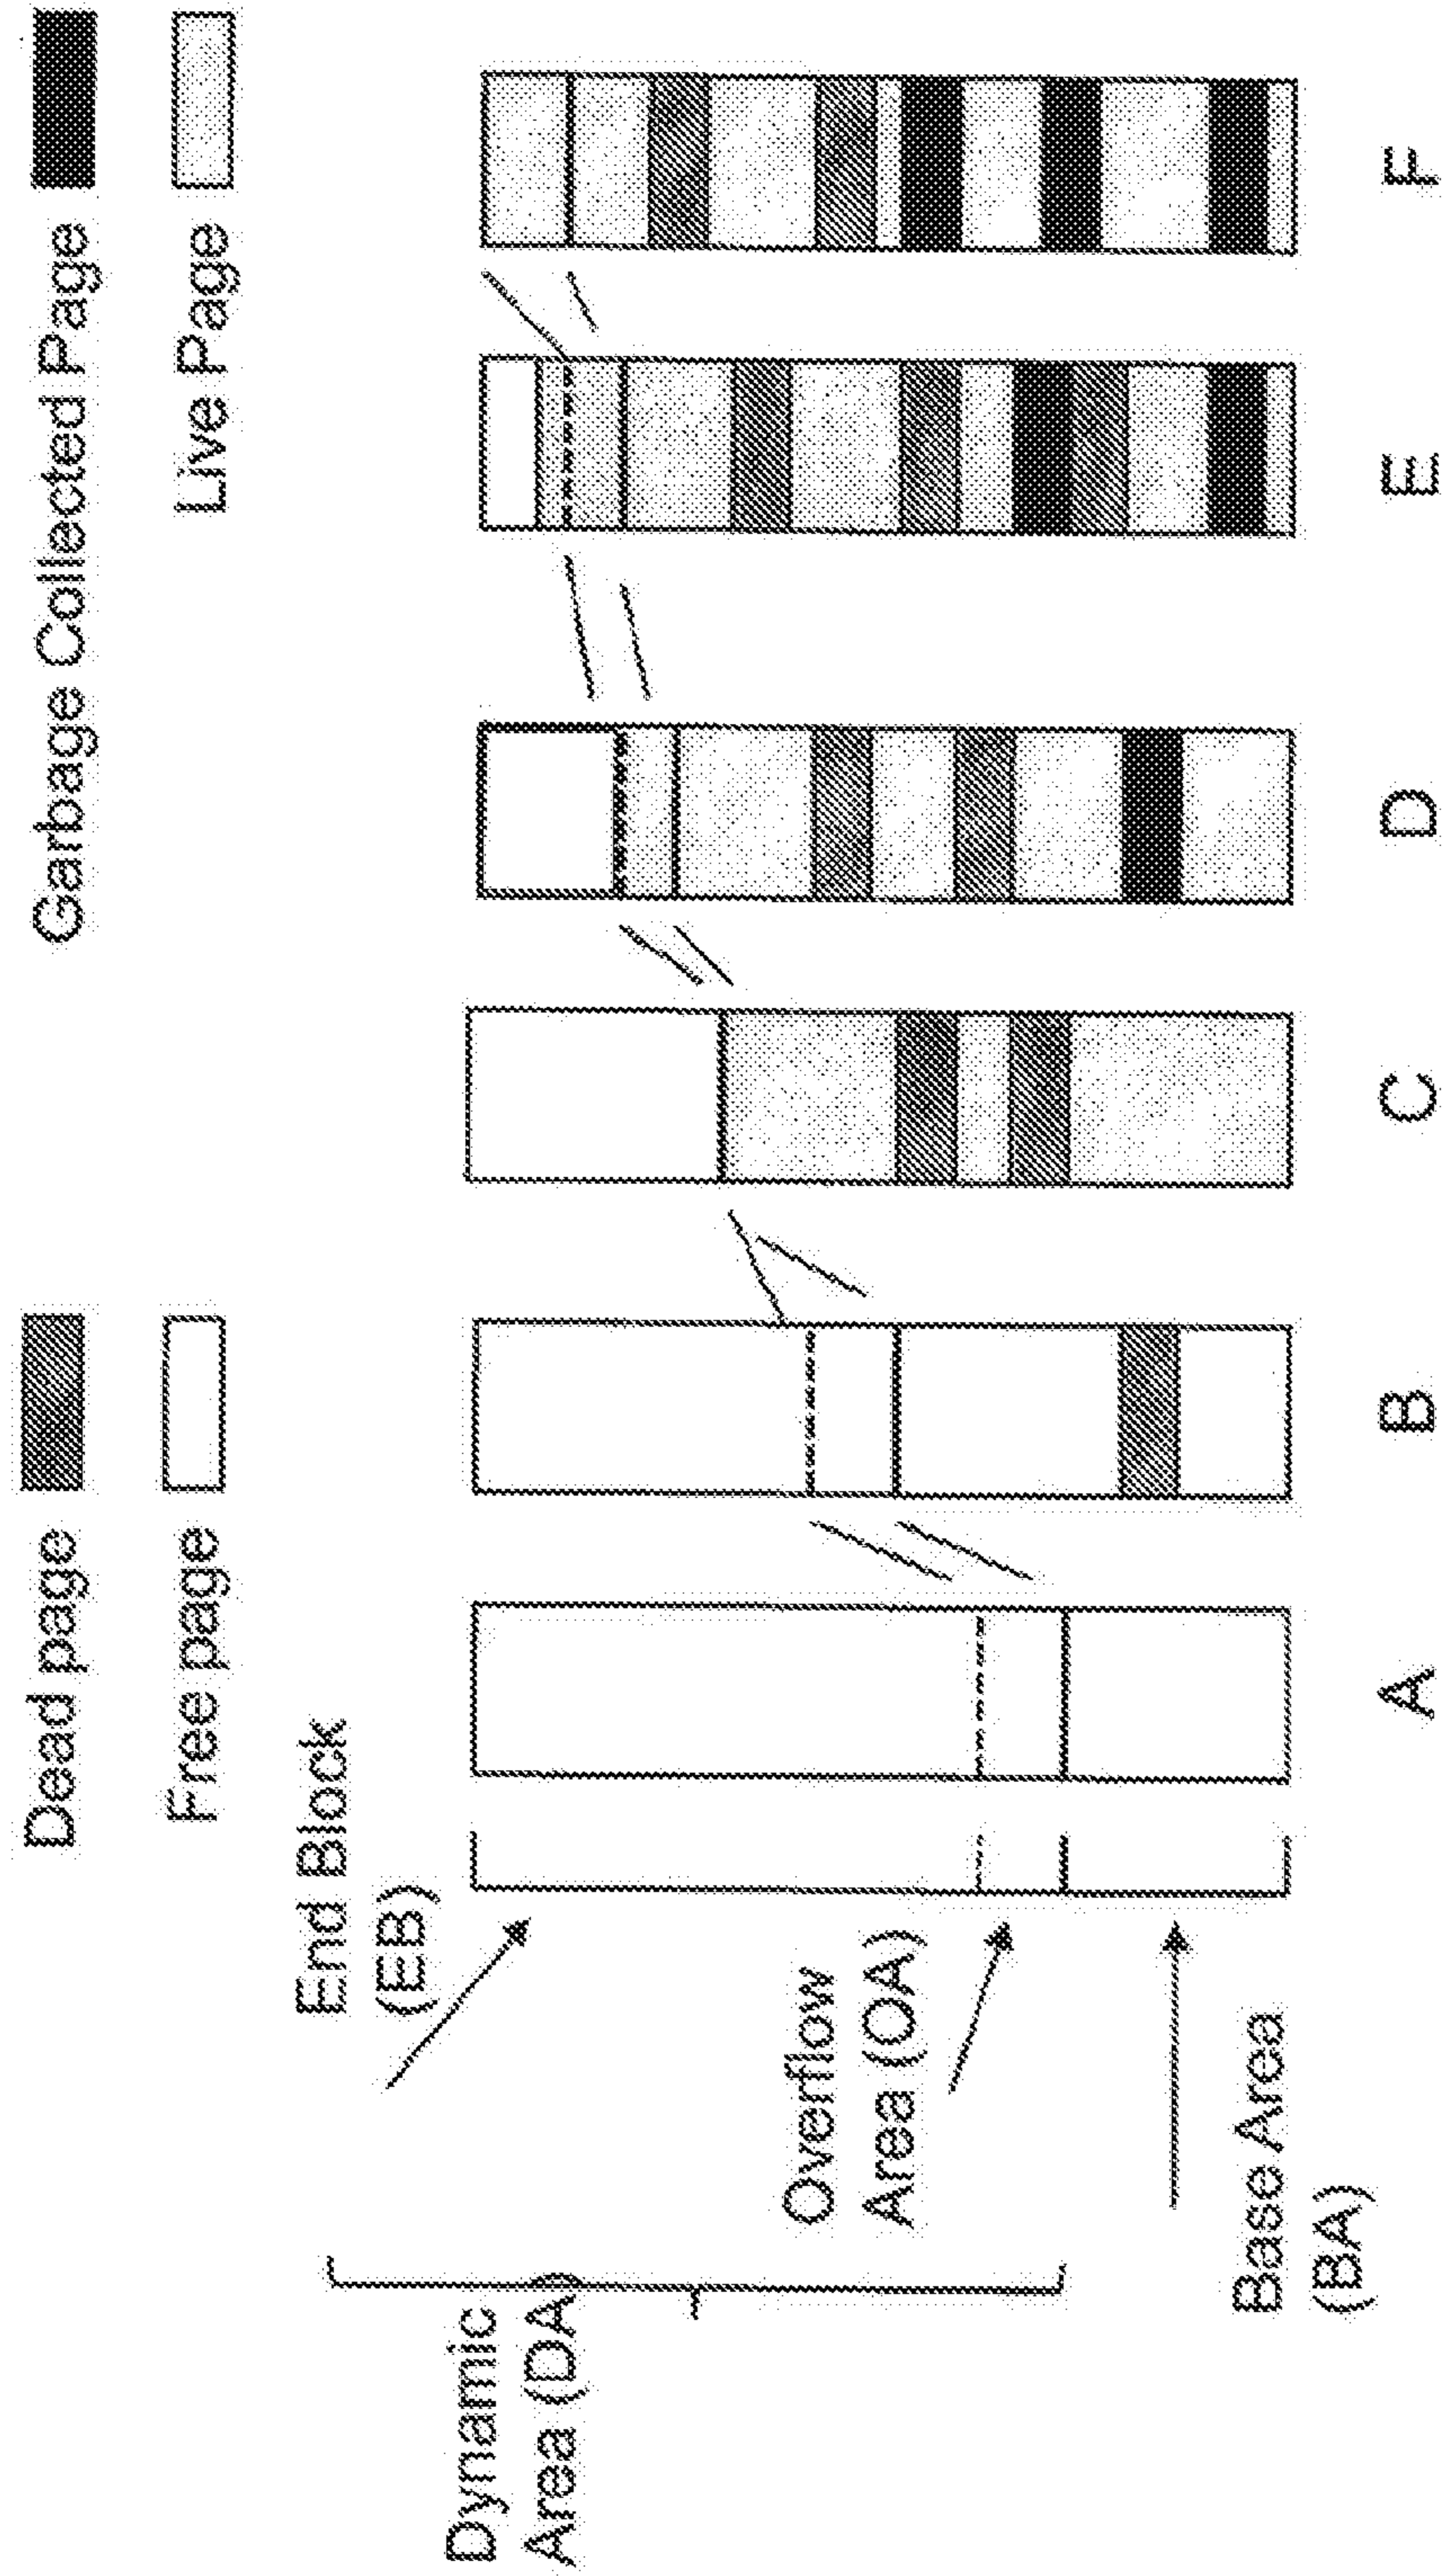 Dead page
Garbage Collected Page
Free page
Live Page
End Block
(EB)
Dynamic
Area (DA)
Overflow
Area (OA)
Base Area
(BA)
A
B
C
D
E
F